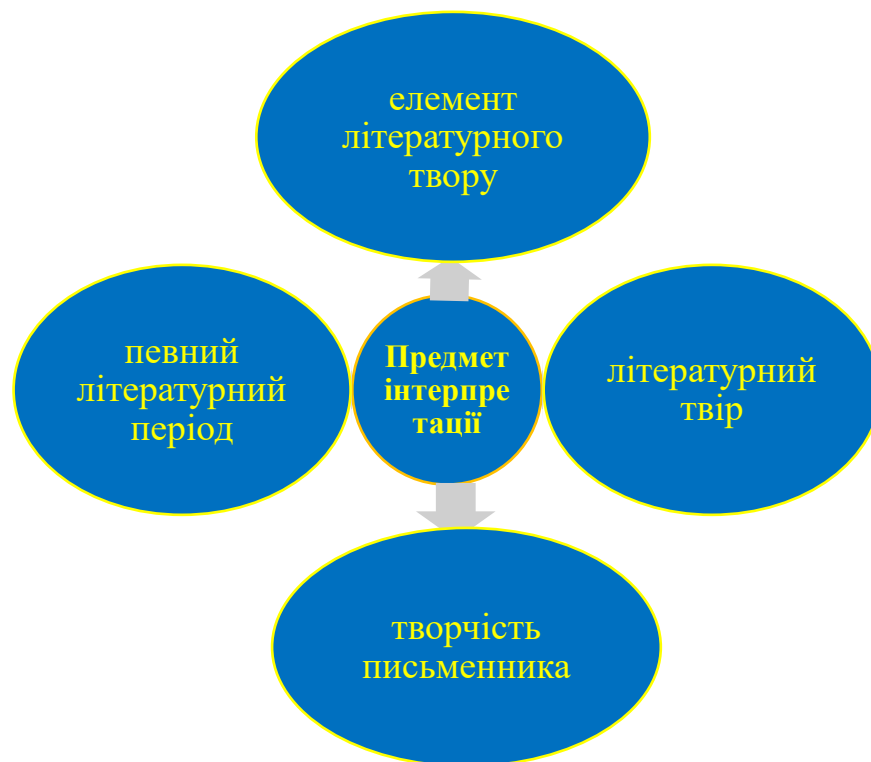 елемент
літературного
твору
певний
літературний
період
Предмет
інтерпре
тації
літературний
твір
творчість
письменника